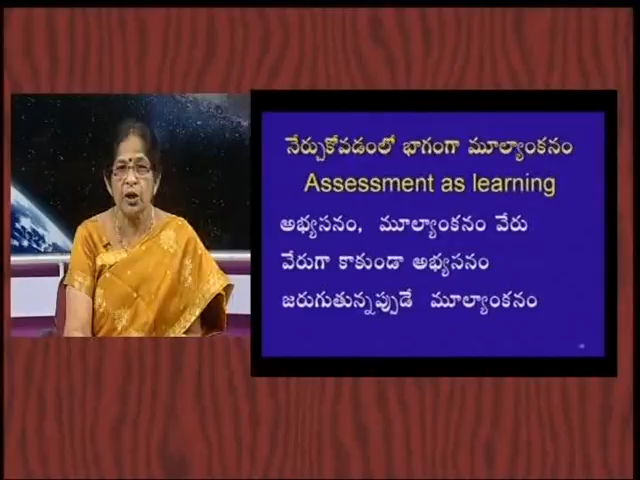 నేర్చుకోవడంలో భాగంగా మూల్యాంకనం
Assessment as learning
అభ్యసనం, మూల్యాంకనం వేరు
వేరుగా కాకుండా అభ్యసనం
జరుగుతున్నప్పుడే మూల్యాంకనం